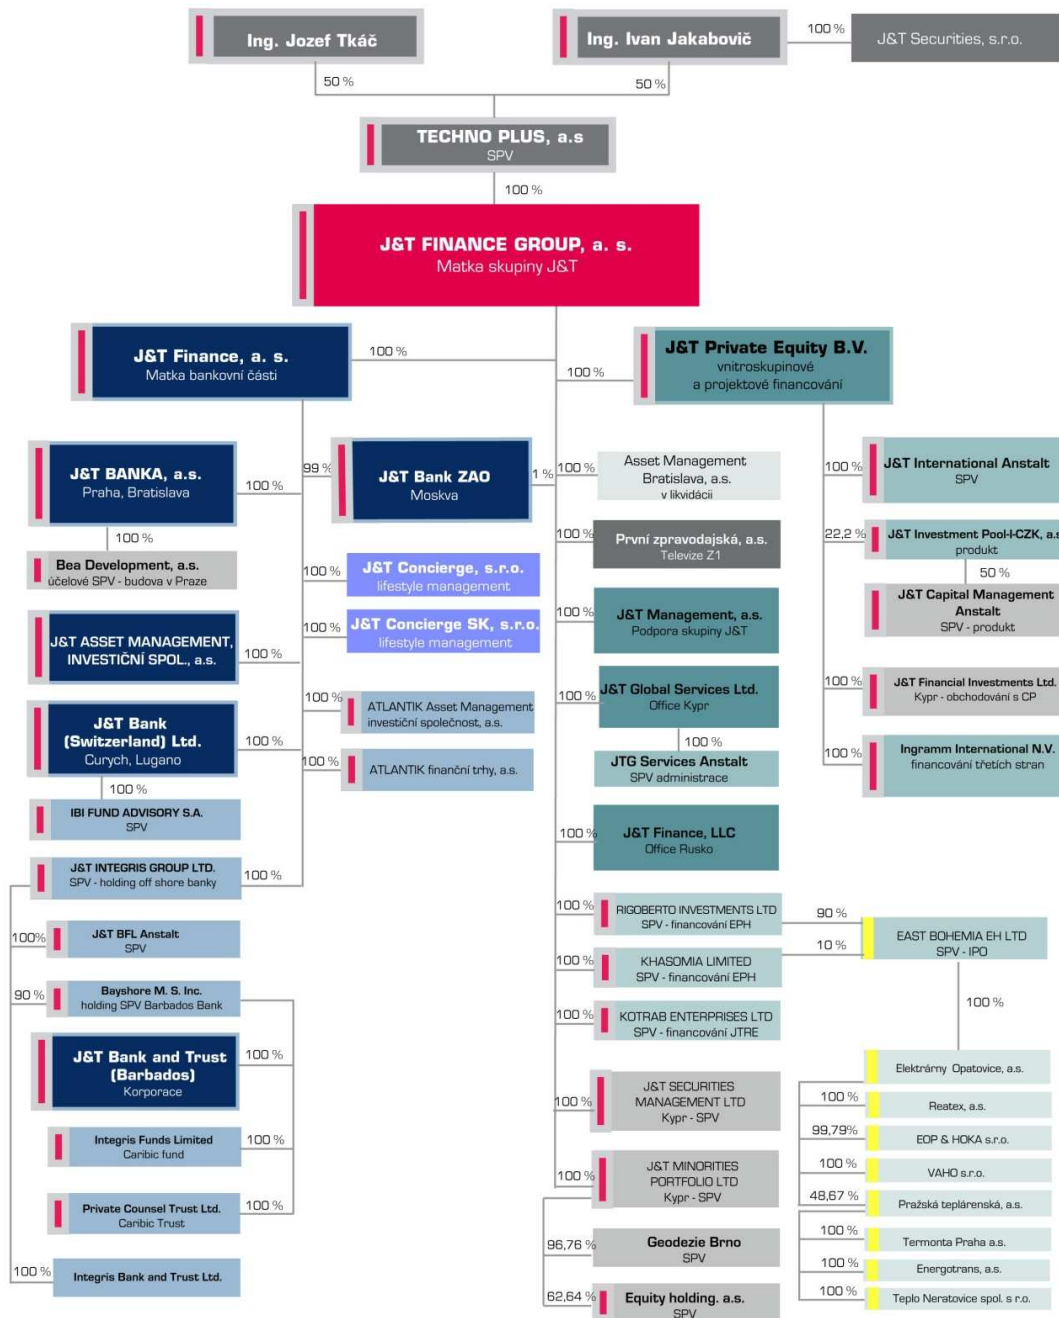 Ing. Jozef Tkáč
Ing. Ivan Jakabovič
100 %
J&T Securities, s.r.o.
50 %
50 %
TECHNO PLUS, a.s
SPV
100 %
J&T FINANCE GROUP, a. s.
Matka skupiny J&T
J&T Finance, a. s.
Matka bankovní části
100 %
100 %
J&T Private Equity B.V.
vnitroskupinové
a projektové financování
J&T BANKA, a.s.
Praha, Bratislava
100 %
100 %
Bea Development, a.s.
účelové SPV - budova v Praze
J&T ASSET MANAGEMENT,
INVESTIČNÍ SPOL., a.s.
100 %
J&T Bank
(Switzerland) Ltd.
Curych, Lugano
100 %
100 %
IBI FUND ADVISORY S.A.
SPV
J&T INTEGRIS GROUP LTD.
SPV - holding off shore banky
100 %
100%
J&T BFL Anstalt
SPV
90 %
Bayshore M. S. Inc.
holding SPV Barbados Bank
J&T Bank and Trust
(Barbados)
Korporace
100 %
Integris Funds Limited
Caribic fund
100 %
Private Counsel Trust Ltd.
Caribic Trust
100 %
100 %
Integris Bank and Trust Ltd.
99 %
J&T Bank ZAO
Moskva
1 %
100 %
J&T Concierge, s.r.o.
lifestyle management
100 %
J&T Concierge SK, s.r.o.
lifestyle management
100 %
ATLANTIK Asset Management
investiční společnost, a.s.
100 %
ATLANTIK finanční trhy, a.s.
100 %
Asset Management
Bratislava, a.s.
v likvidácii
100 %
První zpravodajská, a.s.
Televize Z1
100 %
J&T Management, a.s.
Podpora skupiny J&T
100 %
J&T Global Services Ltd.
Office Kypr
100 %
JTG Services Anstalt
SPV administrace
100 %
J&T Finance, LLC
Office Rusko
100 %
RIGOBERTO INVESTMENTS LTD
SPV - financování EPH
90 %
100 %
KHASOMIA LIMITED
SPV - financování EPH
10 %
100 %
KOTRAB ENTERPRISES LTD
SPV - financování JTRE
100 %
J&T SECURITIES
MANAGEMENT LTD
Kypr - SPV
100 %
J&T MINORITIES
PORTFOLIO LTD
Kypr - SPV
96,76 %
Geodezie Brno
SPV
62,64 %
Equity holding. a.s.
SPV
100 %
J&T International Anstalt
SPV
22,2 %
J&T Investment Pool-I-CZK, a.s
produkt
50 %
J&T Capital Management
Anstalt
SPV - produkt
100 %
J&T Financial Investments Ltd.
Kypr - obchodování s CP
100 %
Ingramm International N.V.
financování třetích stran
EAST BOHEMIA EH LTD
SPV - IPO
100 %
Elektrárny Opatovice, a.s.
100 %
Reatex, a.s.
99,79%
EOP & HOKA s.r.o.
100 %
VAHO s.r.o.
48,67 %
Pražská teplárenská, a.s.
100 %
Termonta Praha a.s.
100 %
Energotrans, a.s.
100 %
Teplo Neratovice spol. s r.o.